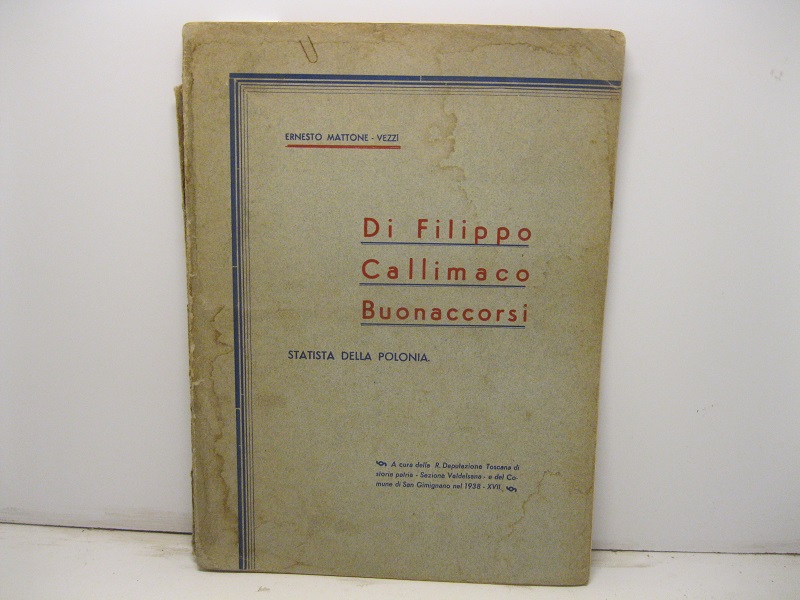 ERNESTO MATTONE - VEZZI
Di Filippo
Callimaco
Buonaccorsi
STATISTA DELLA POLONIA.
A cura della R. Deputazione Toscana di
storia patria - Sezione Valdelsana - e del Co-
mune di San Gimignano nel 1938 - XVII.